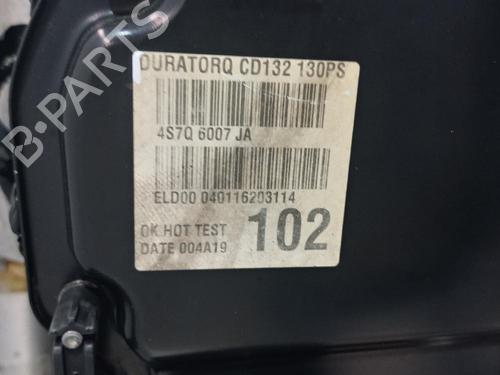 DURATORQ CD132 130PS
4S7Q 6007 JA
ELD00 040116203114
OK HOT TEST
DATE 004A19
102
B-PARTS